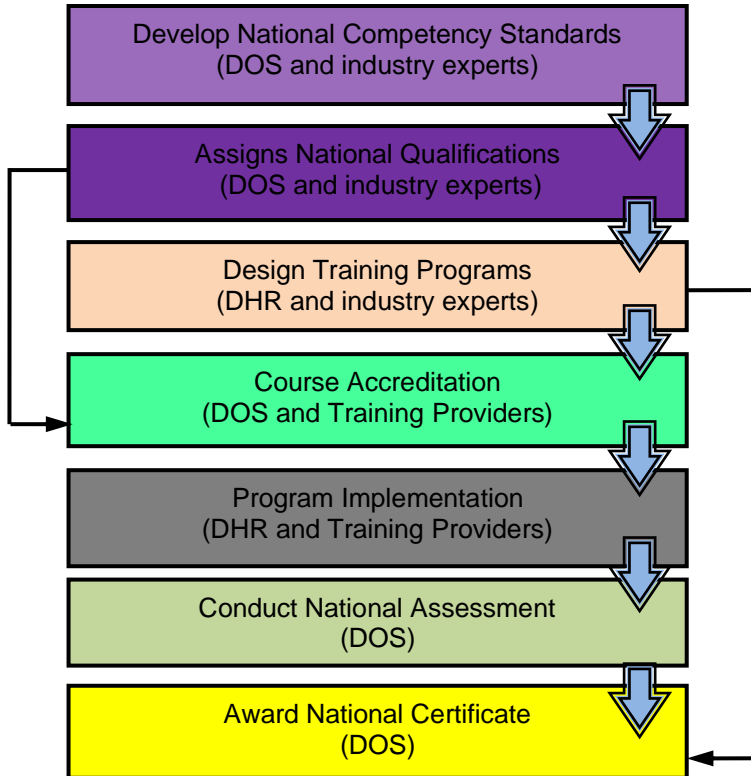 Develop National Competency Standards
(DOS and industry experts)
Assigns National Qualifications
(DOS and industry experts)
Design Training Programs
(DHR and industry experts)
Course Accreditation
(DOS and Training Providers)
Program Implementation
(DHR and Training Providers)
Conduct National Assessment
(DOS)
Award National Certificate
(DOS)